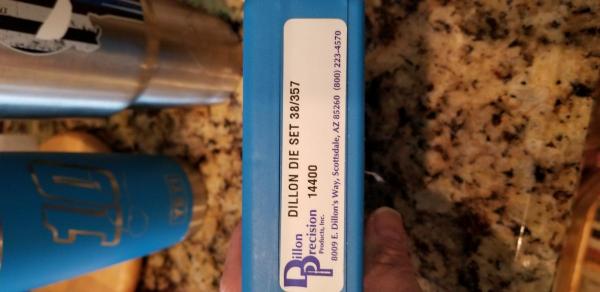 DILLON DIE SET 38/357
14400
Dillon
Precision
Products, Inc.
8009 E. Dillon's Way, Scottsdale, AZ 85260 (800) 223-4570
10